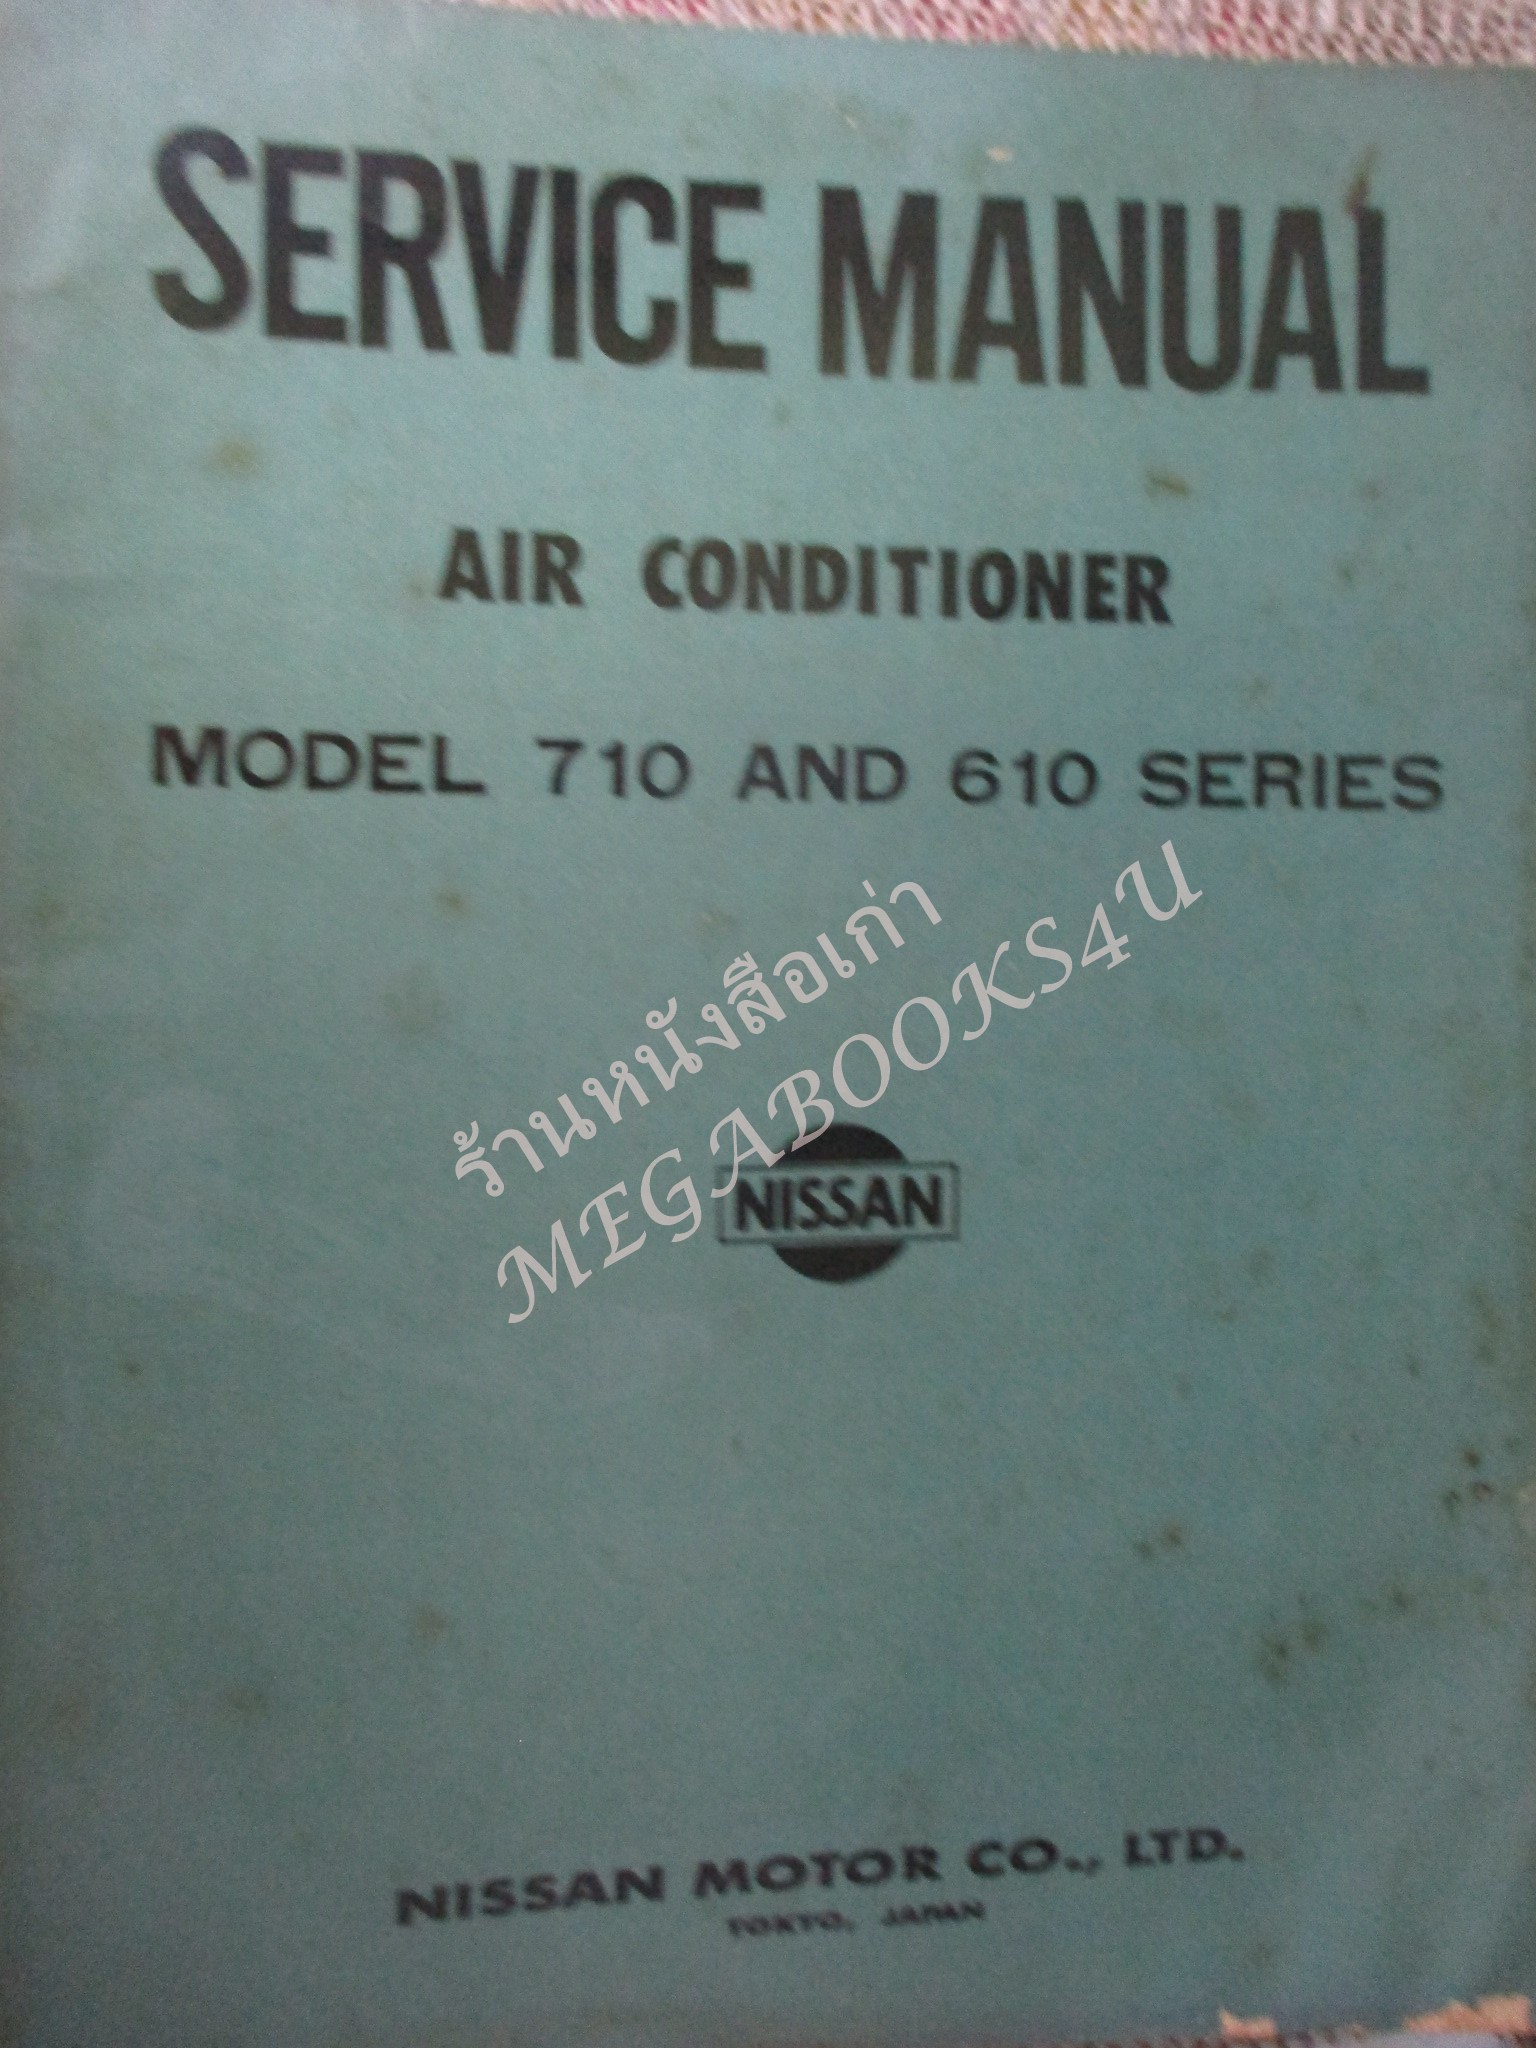 SERVICE MANUAL
AIR CONDITIONER
MODEL 710 AND 610 SERIES
ร้านหนังสือเก่า
MEGABOOKS4U
NISSAN
NISSAN MOTOR CO., LTD.
TOKYO, JAPAN